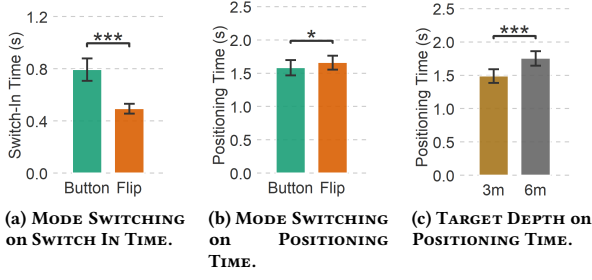 Switch-In Time (s)
1.2
0.8
0.4
0.0
***
Button Flip
(a) Mode Switching
on Switch In Time.
Positioning Time (s)
2.5
2.0
1.5
1.0
0.5
0.0
*
Button Flip
(b) Mode Switching
on Positioning
Time.
Positioning Time (s)
2.5
2.0
1.5
1.0
0.5
0.0
***
3m 6m
(c) Target Depth on
Positioning Time.